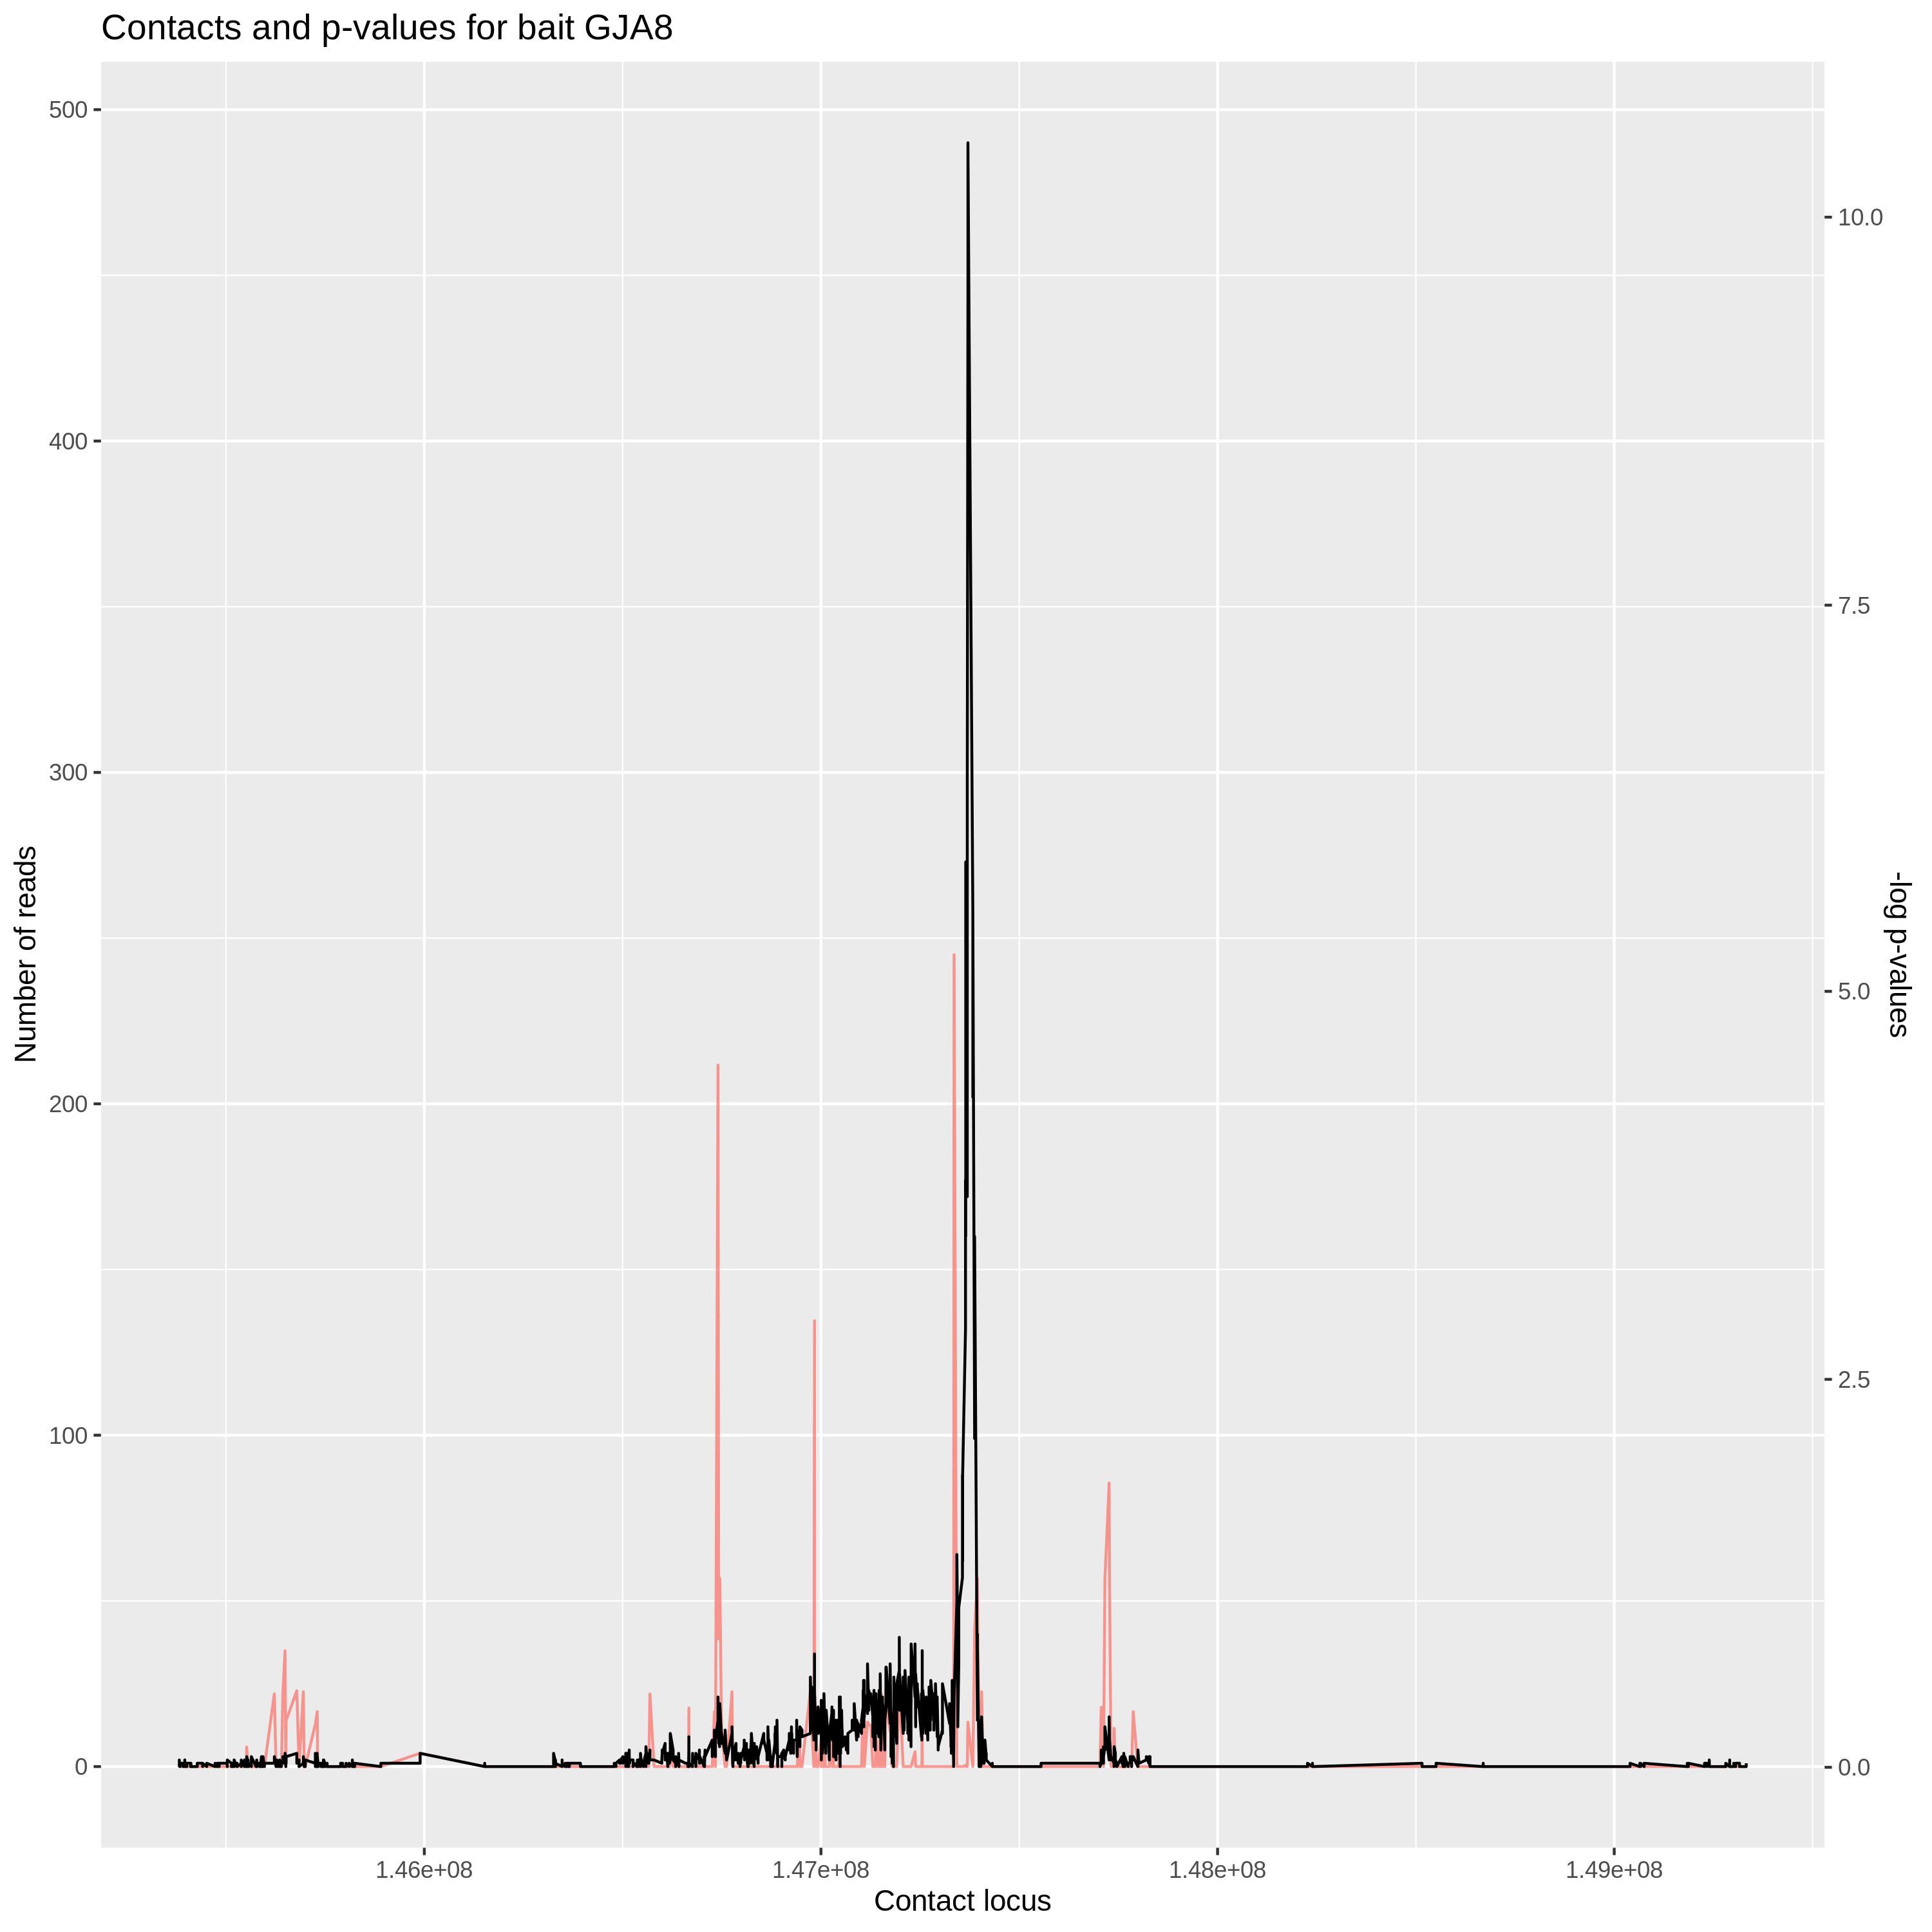 Contacts and p-values for bait GJA8
500
400
300
200
100
0
Number of reads
10.0
7.5
5.0
2.5
0.0
-log p-values
1.46e+08
1.47e+08
1.48e+08
1.49e+08
Contact locus